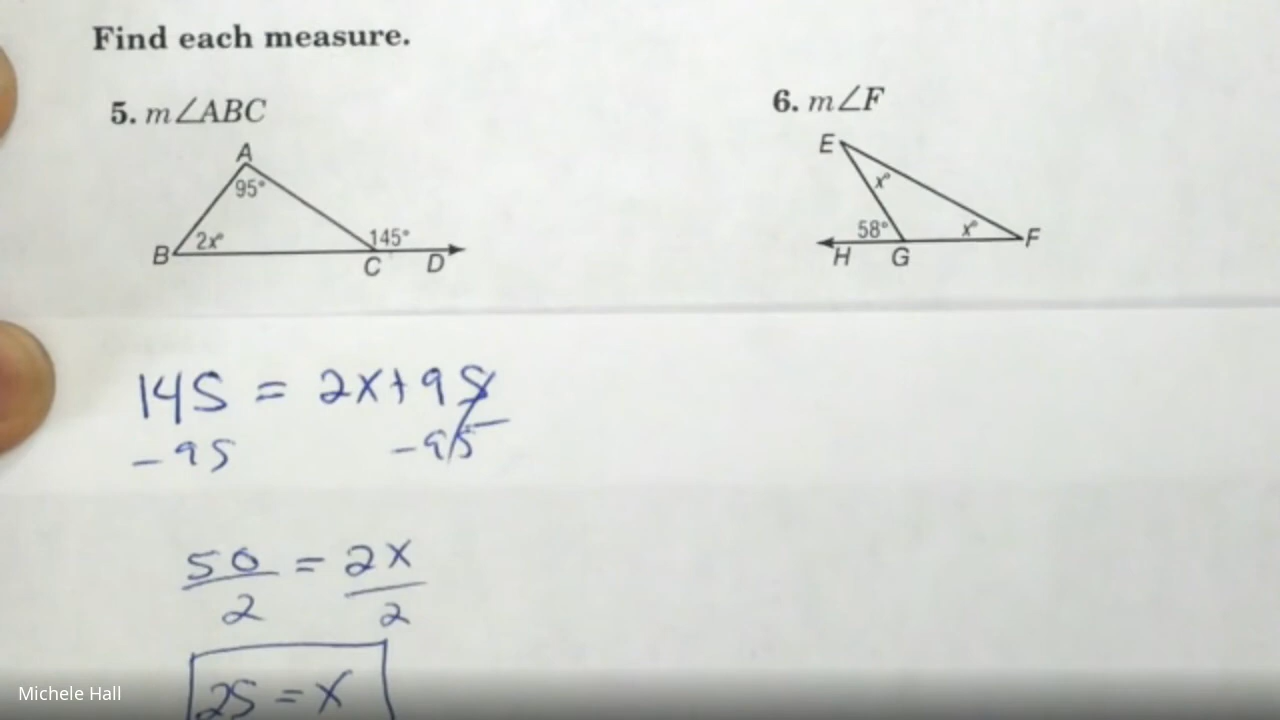 Find each measure.
5. m∠ABC
A
95°
B
2x°
145°
C
D
6. m∠F
E
x°
58°
x°
F
H
G
145 = 2x+95
-95 -95
50 = 2x
2 2
25 = x
Michele Hall